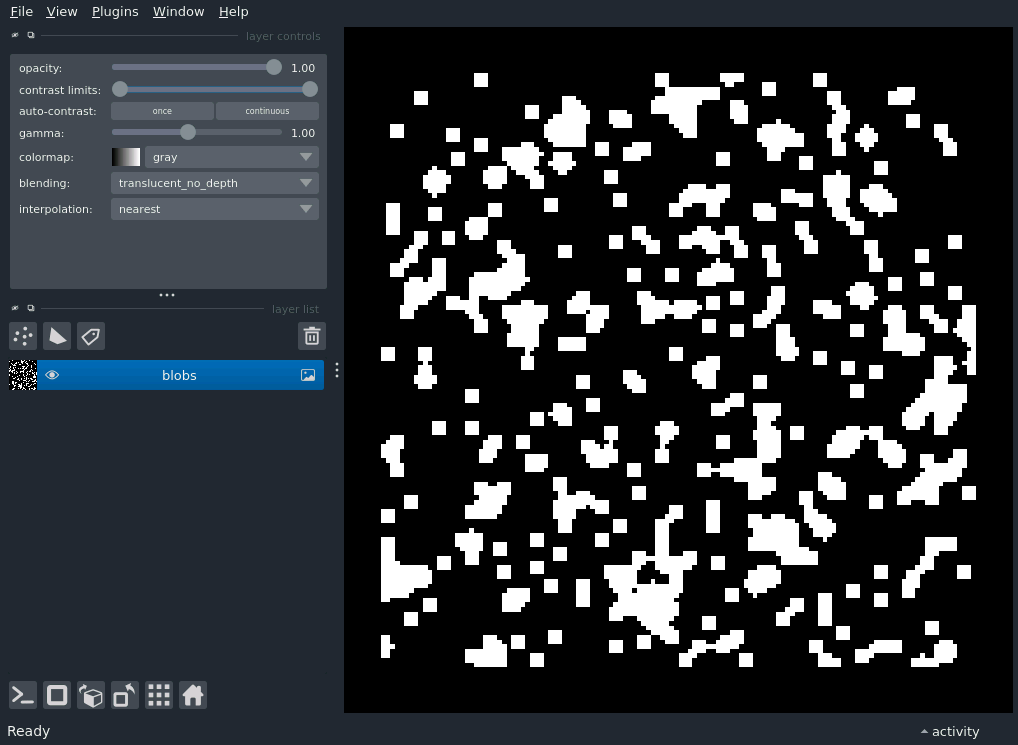 File View Plugins Window Help
layer controls
opacity: 1.00
contrast limits:
auto-contrast: once continuous
gamma: 1.00
colormap: gray
blending: translucent_no_depth
interpolation: nearest
layer list
blobs
Ready activity